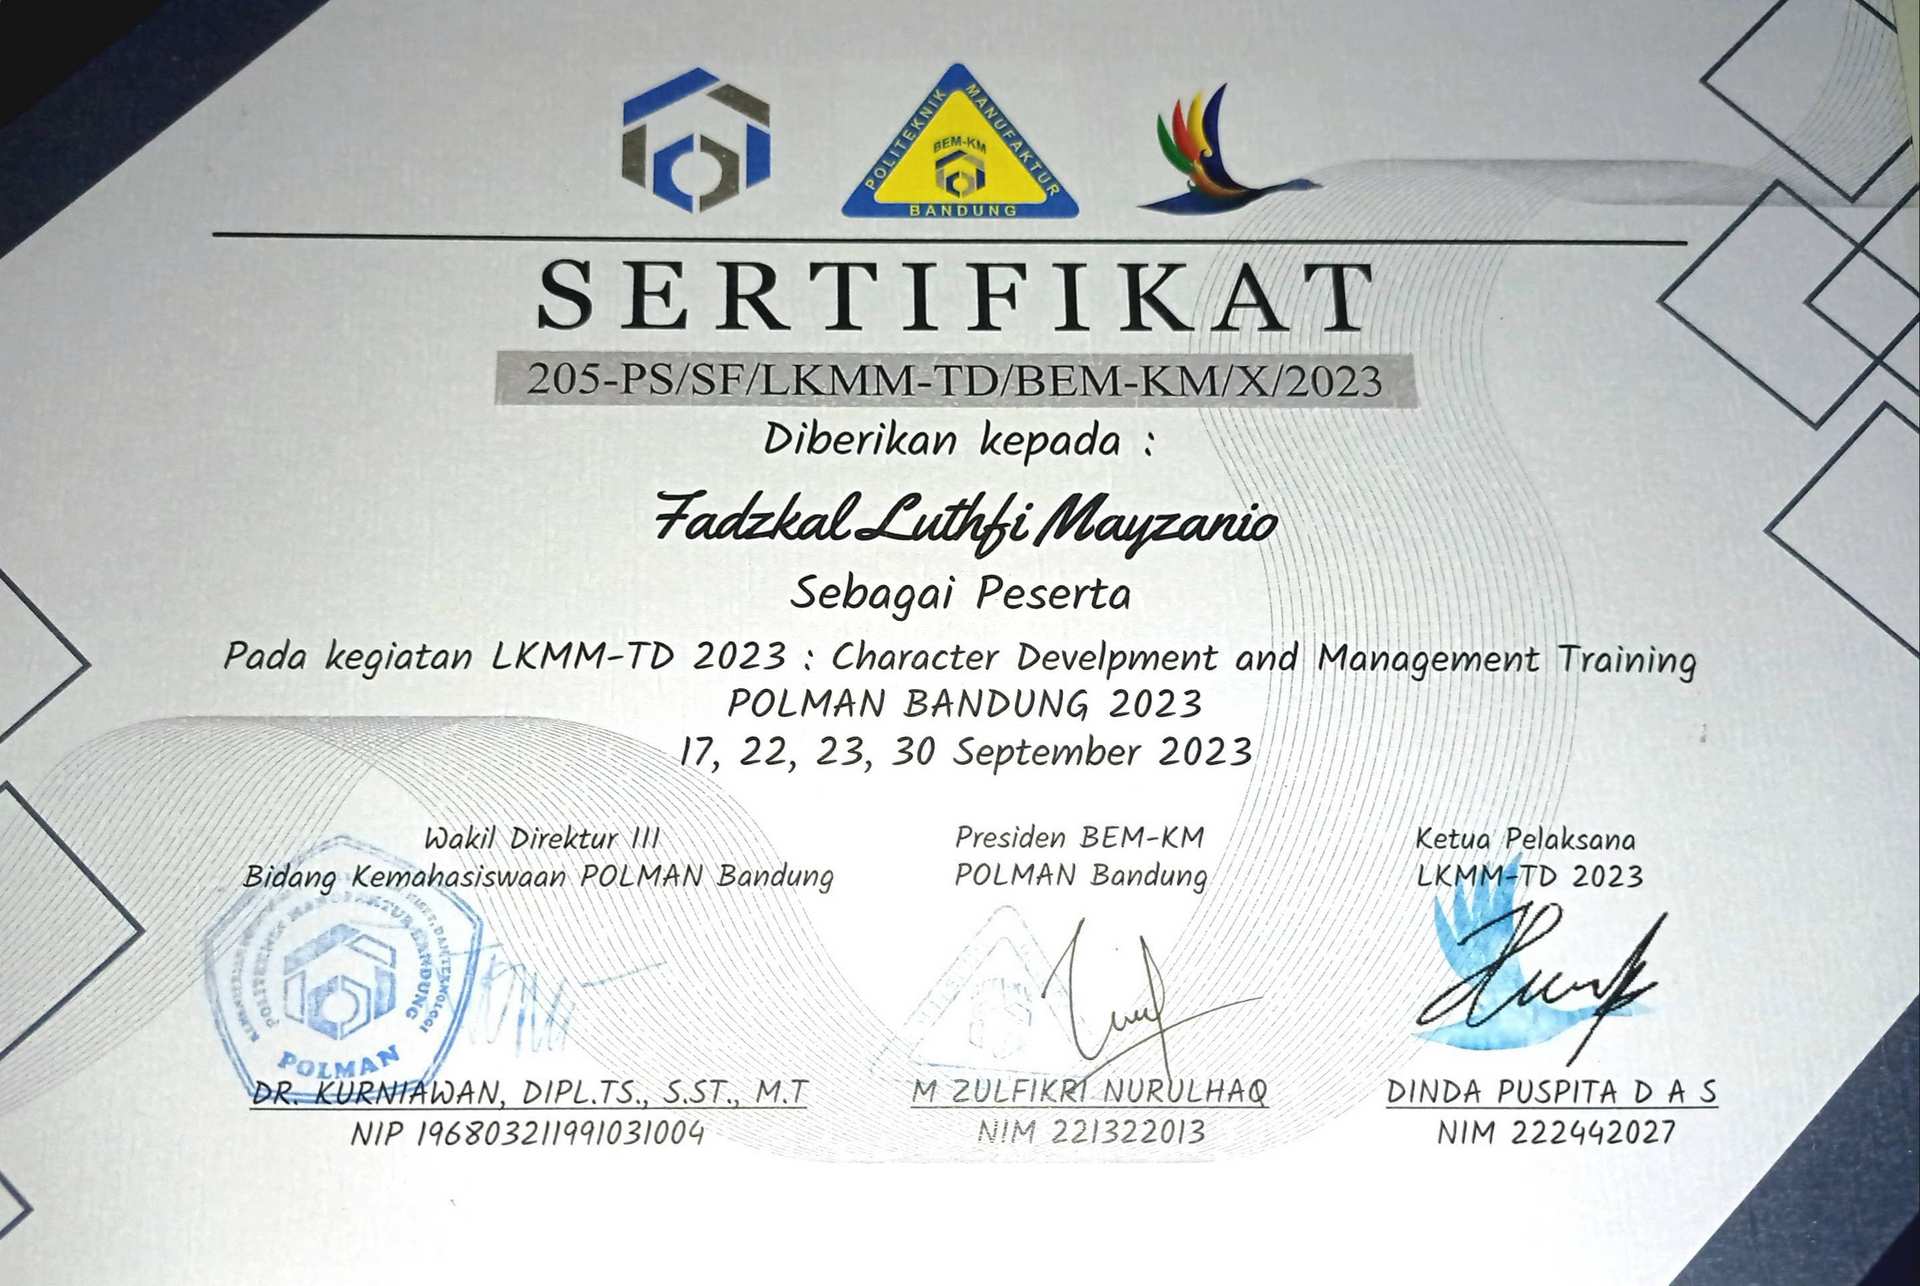 POLITEKNIK MANUFAKTUR
BEM-KM
BANDUNG
SERTIFIKAT
205-PS/SF/LKMM-TD/BEM-KM/X/2023
Diberikan kepada :
Fadzkal Luthfi Mayzanio
Sebagai Peserta
Pada kegiatan LKMM-TD 2023 : Character Develpment and Management Training
POLMAN BANDUNG 2023
17, 22, 23, 30 September 2023
Wakil Direktur III
Bidang Kemahasiswaan POLMAN Bandung
POLITEKNIK MANUFAKTUR BANDUNG
POLMAN
DR. KURNIAWAN, DIPL.TS., S.ST., M.T
NIP 196803211991031004
Presiden BEM-KM
POLMAN Bandung
M ZULFIKRI NURULHAQ
NIM 221322013
Ketua Pelaksana
LKMM-TD 2023
DINDA PUSPITA D A S
NIM 222442027